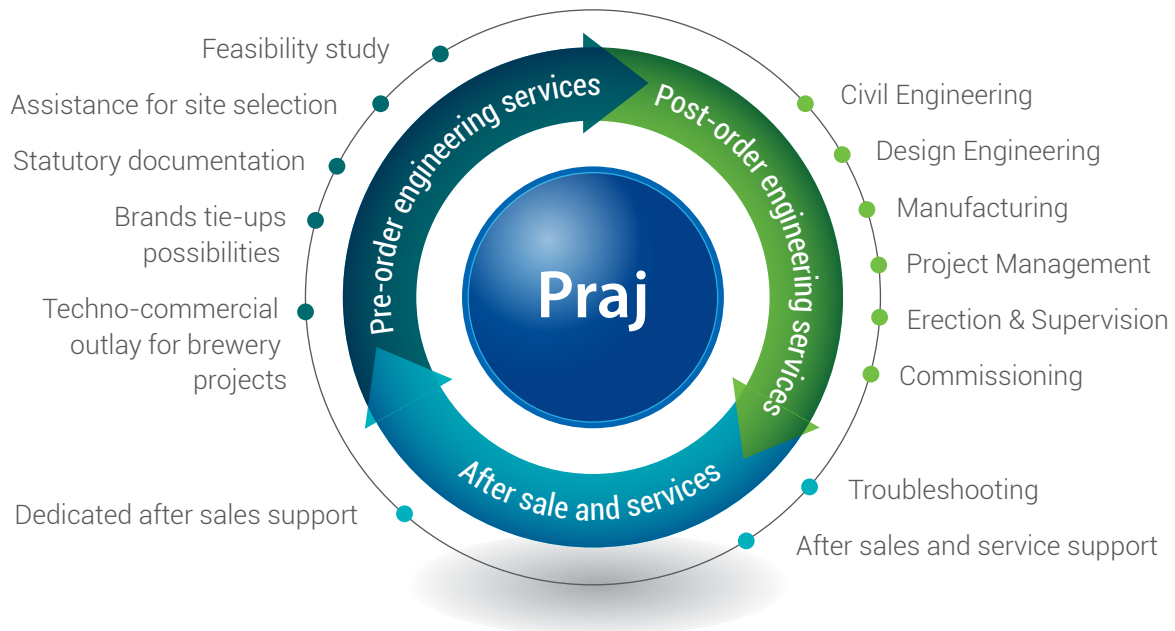 Feasibility study
Assistance for site selection
Statutory documentation
Brands tie-ups
possibilities
Techno-commercial
outlay for brewery
projects
Pre-order engineering services
Post-order engineering services
Praj
After sale and services
Civil Engineering
Design Engineering
Manufacturing
Project Management
Erection & Supervision
Commissioning
Troubleshooting
After sales and service support
Dedicated after sales support